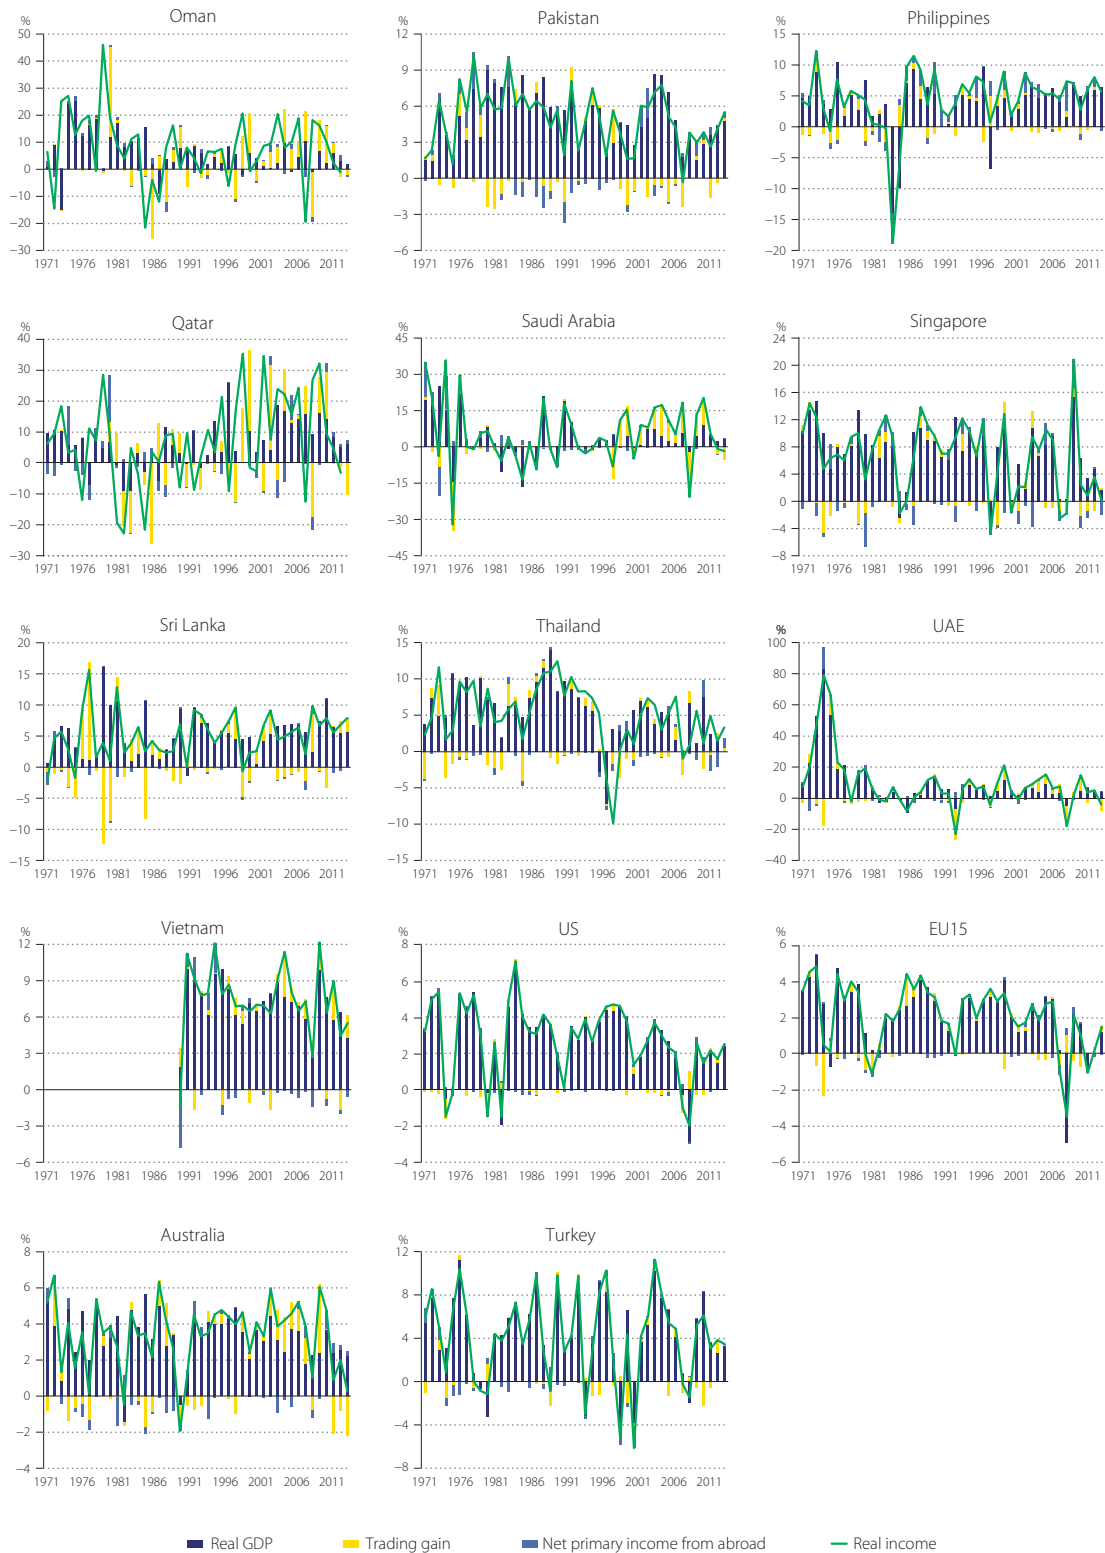 Oman Pakistan Philippines
% % %
50 12 15
40 9 10
30 6 5
20 3 0
10 0 −5
0 −3 −10
−10 −6 −15
−20 −20
−30
1971 1976 1981 1986 1991 1996 2001 2006 2011 1971 1976 1981 1986 1991 1996 2001 2006 2011 1971 1976 1981 1986 1991 1996 2001 2006 2011
Qatar Saudi Arabia Singapore
% % %
40 45 24
30 30 20
20 15 16
10 0 12
0 −15 8
−10 −30 4
−20 −45 0
−30 −4
−8
1971 1976 1981 1986 1991 1996 2001 2006 2011 1971 1976 1981 1986 1991 1996 2001 2006 2011 1971 1976 1981 1986 1991 1996 2001 2006 2011
Sri Lanka Thailand UAE
% % %
20 15 100
15 10 80
10 5 60
5 0 40
0 −5 20
−5 −10 0
−10 −15 −20
−15 −40
1971 1976 1981 1986 1991 1996 2001 2006 2011 1971 1976 1981 1986 1991 1996 2001 2006 2011 1971 1976 1981 1986 1991 1996 2001 2006 2011
Vietnam US EU15
% % %
12 8 6
9 6 4
6 4 2
3 2 0
0 0 −2
−3 −2 −4
−6 −4 −6
1971 1976 1981 1986 1991 1996 2001 2006 2011 1971 1976 1981 1986 1991 1996 2001 2006 2011 1971 1976 1981 1986 1991 1996 2001 2006 2011
Australia Turkey
% %
8 12
6 8
4 4
2 0
0 −4
−2 −8
−4
1971 1976 1981 1986 1991 1996 2001 2006 2011 1971 1976 1981 1986 1991 1996 2001 2006 2011
Real GDP Trading gain Net primary income from abroad Real income